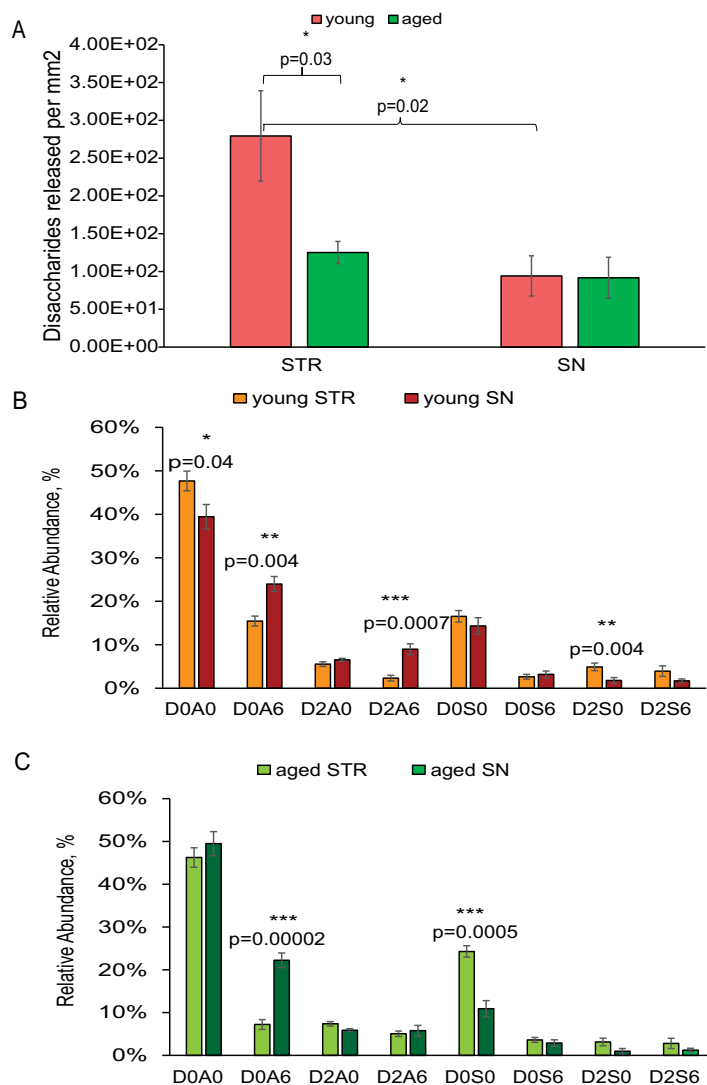 A
young aged
Disaccharides released per mm2
4.00E+02
3.50E+02
3.00E+02
2.50E+02
2.00E+02
1.50E+02
1.00E+02
5.00E+01
0.00E+00
*
p=0.03
*
p=0.02
STR SN
B
young STR young SN
Relative Abundance, %
60%
50%
40%
30%
20%
10%
0%
*
p=0.04
**
p=0.004
***
p=0.0007
**
p=0.004
D0A0 D0A6 D2A0 D2A6 D0S0 D0S6 D2S0 D2S6
C
aged STR aged SN
Relative Abundance, %
60%
50%
40%
30%
20%
10%
0%
***
p=0.00002
***
p=0.0005
D0A0 D0A6 D2A0 D2A6 D0S0 D0S6 D2S0 D2S6